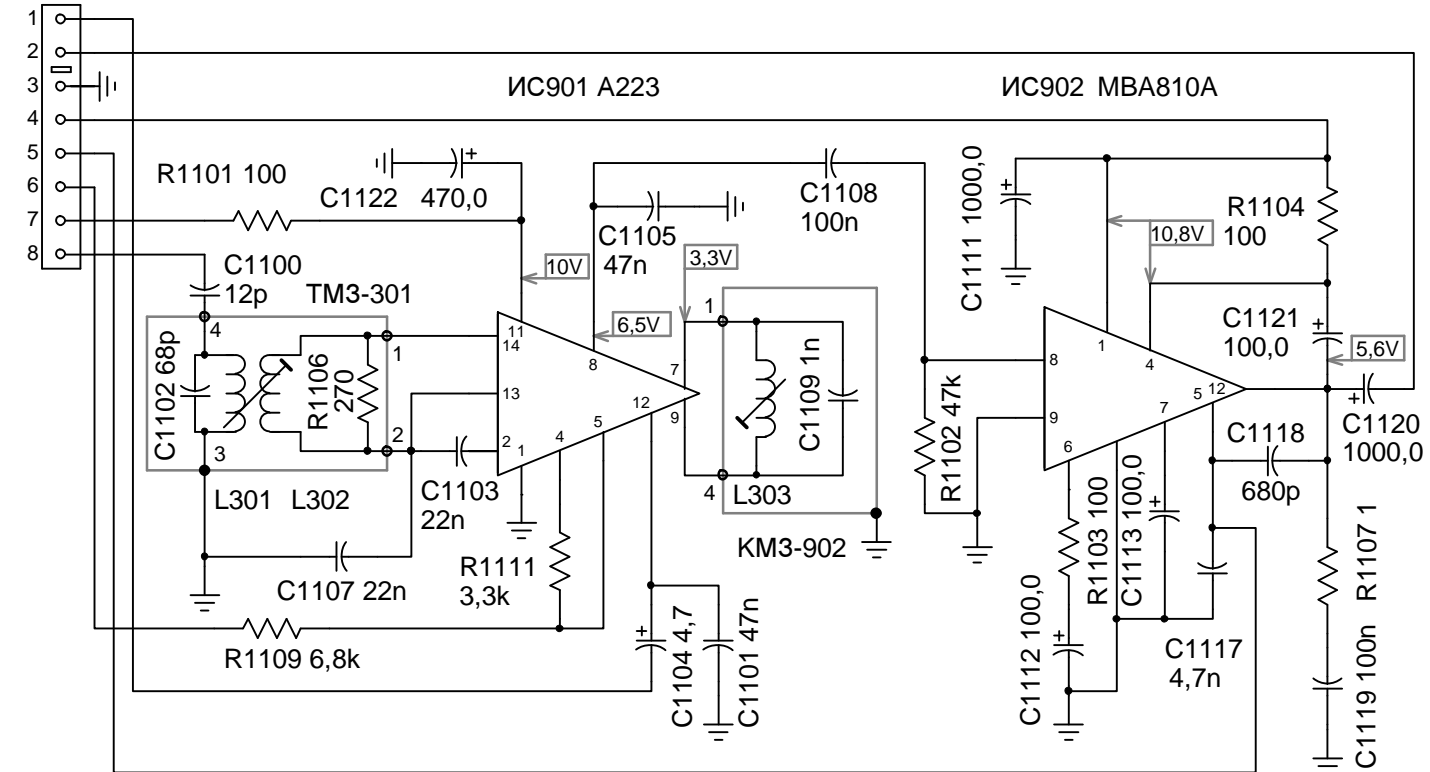 1
2
3
4
5
6
7
8
ИС901 A223
ИС902 MBA810A
R1101 100
C1122
470,0
C1100
12p
ТМЗ-301
C1102 68p
R1106
270
4
3
1
2
L301
L302
C1103
22n
C1107 22n
R1109 6,8k
R1111
3,3k
10V
6,5V
3,3V
C1105
47n
C1108
100n
11
14
13
2
1
4
5
12
8
7
9
C1104 4,7
C1101 47n
1
4
L303
C1109 1n
КМЗ-902
R1102 47k
C1111 1000,0
10,8V
R1104
100
C1121
100,0
5,6V
8
9
1
4
6
7
5
12
C1120
1000,0
C1118
680p
R1103 100
C1113 100,0
C1112 100,0
C1117
4,7n
R1107 1
C1119 100n